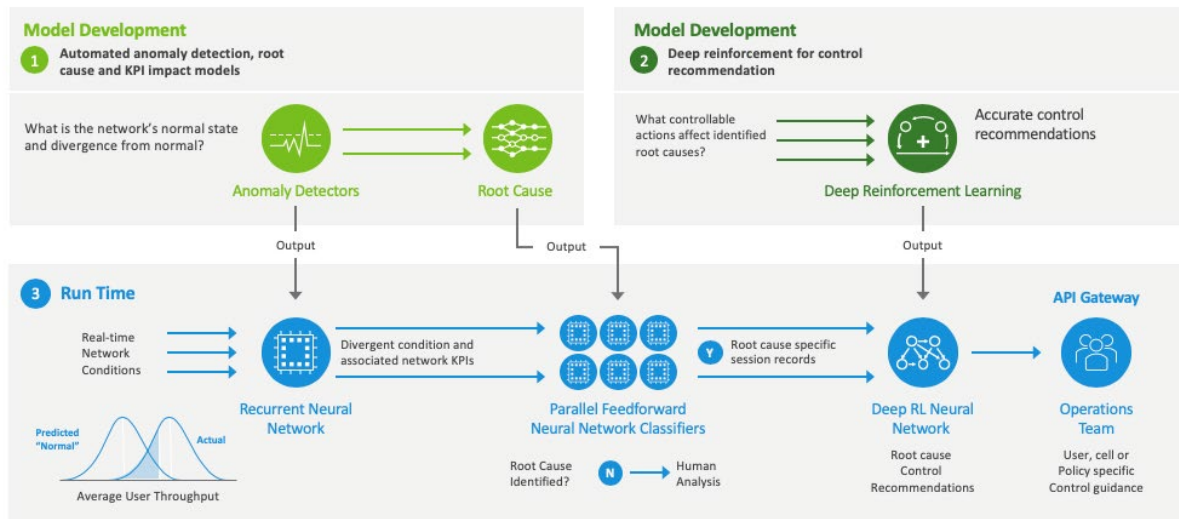 Model Development
1
Automated anomaly detection, root
cause and KPI impact models
What is the network's normal state
and divergence from normal?
Anomaly Detectors
Root Cause
Model Development
2
Deep reinforcement for control
recommendation
What controllable
actions affect identified
root causes?
Deep Reinforcement Learning
Accurate control
recommendations
Output
Output
Output
3
Run Time
Real-time
Network
Conditions
Recurrent Neural
Network
Divergent condition and
associated network KPIs
Parallel Feedforward
Neural Network Classifiers
Y
Root cause specific
session records
Deep RL Neural
Network
Root cause
Control
Recommendations
API Gateway
Operations
Team
User, cell or
Policy specific
Control guidance
Predicted
"Normal"
Actual
Average User Throughput
Root Cause
Identified?
N
Human
Analysis